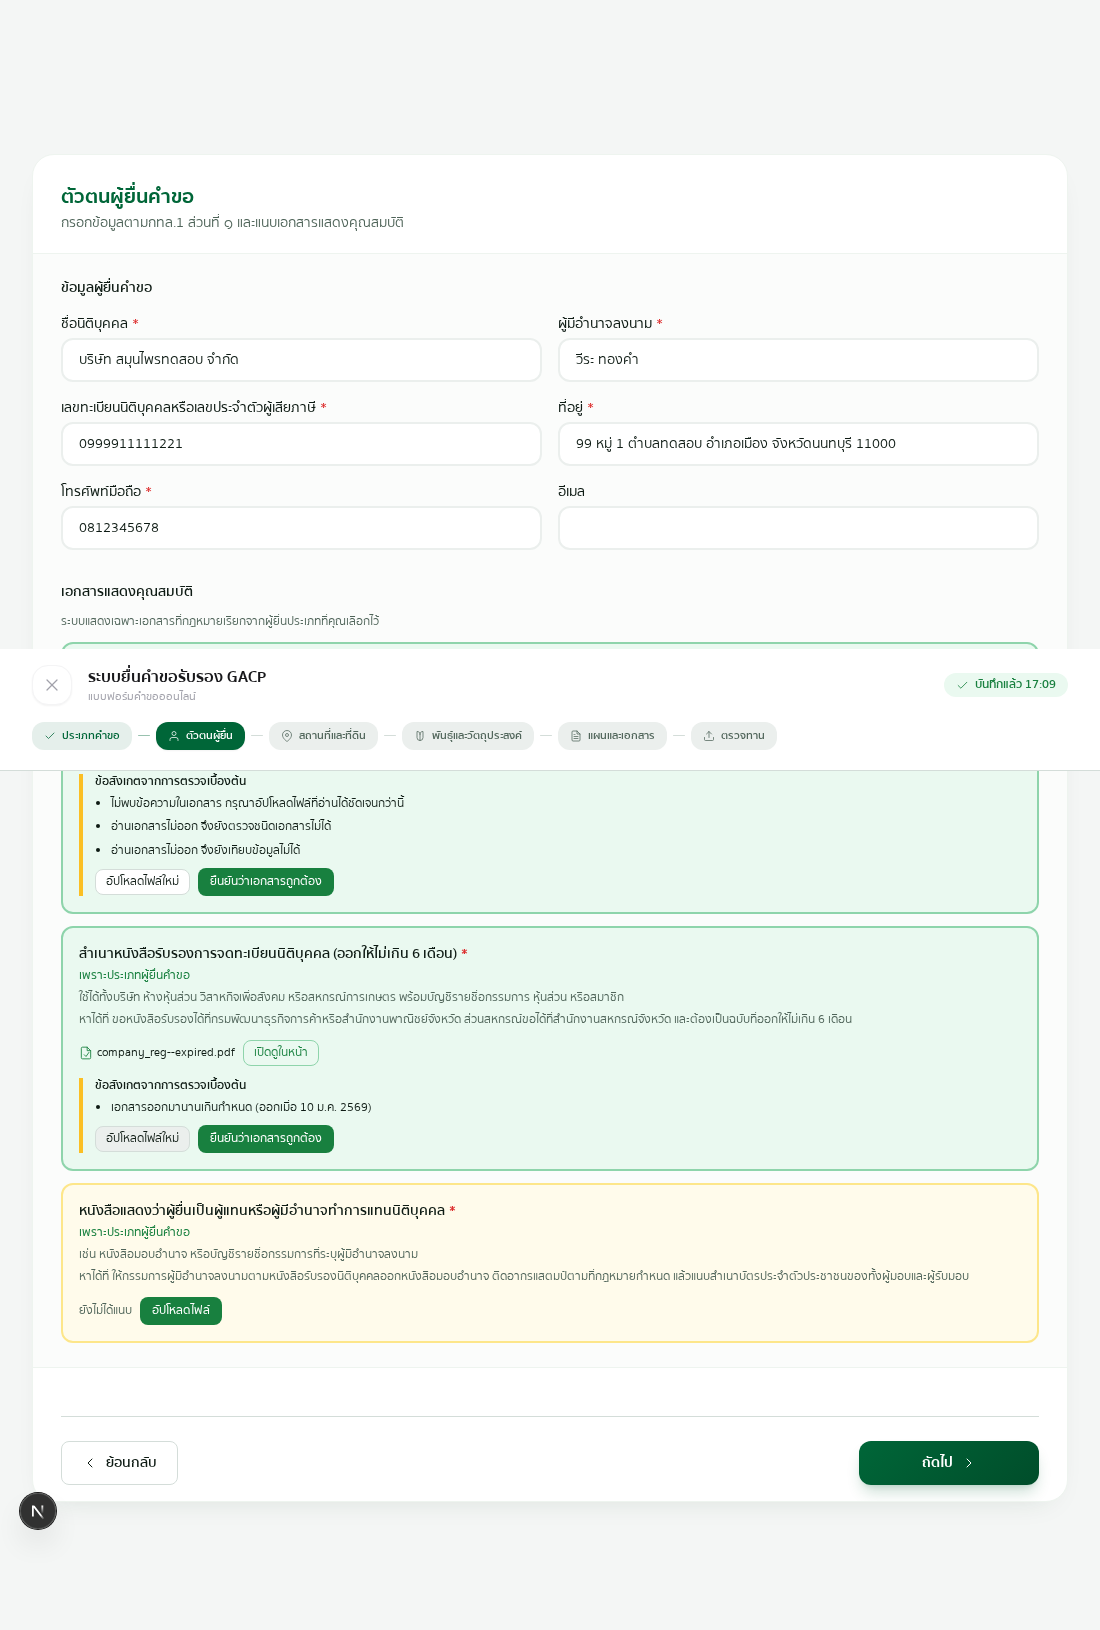 ตัวตนผู้ยื่นคำขอ
กรอกข้อมูลตามกทล.1 ส่วนที่ ๑ และแนบเอกสารแสดงคุณสมบัติ
ข้อมูลผู้ยื่นคำขอ
ชื่อนิติบุคคล *
ผู้มีอำนาจลงนาม *
บริษัท สมุนไพรทดสอบ จำกัด
วีระ ทองคำ
เลขทะเบียนนิติบุคคลหรือเลขประจำตัวผู้เสียภาษี *
ที่อยู่ *
0999911111221
99 หมู่ 1 ตำบลทดสอบ อำเภอเมือง จังหวัดนนทบุรี 11000
โทรศัพท์มือถือ *
อีเมล
0812345678
เอกสารแสดงคุณสมบัติ
ระบบแสดงเฉพาะเอกสารที่กฎหมายเรียกจากผู้ยื่นประเภทที่คุณเลือกไว้
ระบบยื่นคำขอรับรอง GACP
แบบฟอร์มคำขอออนไลน์
บันทึกแล้ว 17:09
ประเภทคำขอ
ตัวตนผู้ยื่น
สถานที่และที่ดิน
พันธุ์และวัตถุประสงค์
แผนและเอกสาร
ตรวจทาน
ข้อสังเกตจากการตรวจเบื้องต้น
• ไม่พบข้อความในเอกสาร กรุณาอัปโหลดไฟล์ที่อ่านได้ชัดเจนกว่านี้
• อ่านเอกสารไม่ออก จึงยังตรวจชนิดเอกสารไม่ได้
• อ่านเอกสารไม่ออก จึงยังเทียบข้อมูลไม่ได้
อัปโหลดไฟล์ใหม่
ยืนยันว่าเอกสารถูกต้อง
สำเนาหนังสือรับรองการจดทะเบียนนิติบุคคล (ออกให้ไม่เกิน 6 เดือน) *
เพราะประเภทผู้ยื่นคำขอ
ใช้ได้ทั้งบริษัท ห้างหุ้นส่วน วิสาหกิจเพื่อสังคม หรือสหกรณ์การเกษตร พร้อมบัญชีรายชื่อกรรมการ หุ้นส่วน หรือสมาชิก
หาได้ที่ ขอหนังสือรับรองได้ที่กรมพัฒนาธุรกิจการค้าหรือสำนักงานพาณิชย์จังหวัด ส่วนสหกรณ์ขอได้ที่สำนักงานสหกรณ์จังหวัด และต้องเป็นฉบับที่ออกให้ไม่เกิน 6 เดือน
company_reg--expired.pdf
เปิดดูในหน้า
ข้อสังเกตจากการตรวจเบื้องต้น
• เอกสารออกมานานเกินกำหนด (ออกเมื่อ 10 ม.ค. 2569)
อัปโหลดไฟล์ใหม่
ยืนยันว่าเอกสารถูกต้อง
หนังสือแสดงว่าผู้ยื่นเป็นผู้แทนหรือผู้มีอำนาจทำการแทนนิติบุคคล *
เพราะประเภทผู้ยื่นคำขอ
เช่น หนังสือมอบอำนาจ หรือบัญชีรายชื่อกรรมการที่ระบุผู้มีอำนาจลงนาม
หาได้ที่ ให้กรรมการผู้มีอำนาจลงนามตามหนังสือรับรองนิติบุคคลออกหนังสือมอบอำนาจ ติดอากรแสตมป์ตามที่กฎหมายกำหนด แล้วแนบสำเนาบัตรประจำตัวประชาชนของทั้งผู้มอบและผู้รับมอบ
ยังไม่ได้แนบ
อัปโหลดไฟล์
ย้อนกลับ
ถัดไป
N